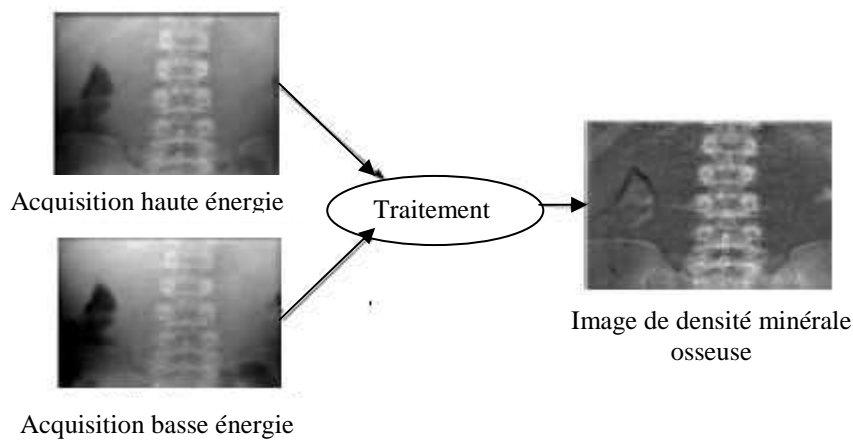 Acquisition haute énergie
Traitement
Acquisition basse énergie
Image de densité minérale
osseuse